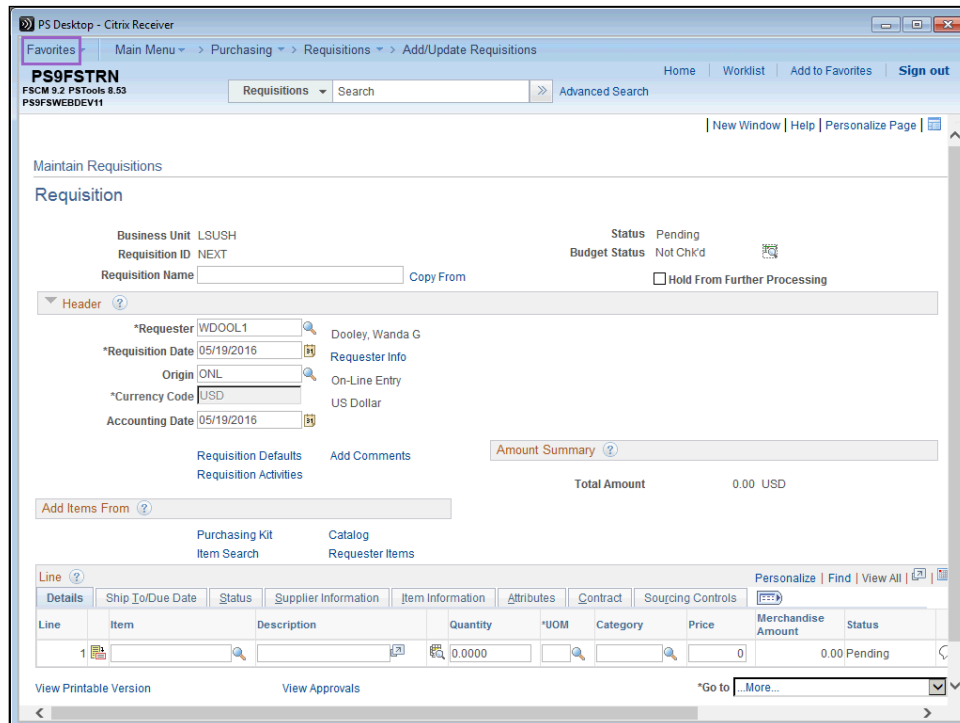 PS Desktop - Citrix Receiver
Favorites Main Menu > Purchasing > Requisitions > Add/Update Requisitions
PS9FSTRN
FSCM 9.2 PSTools 8.53
PS9FSWEBDEV11
Home Worklist Add to Favorites Sign out
Requisitions Search » Advanced Search
New Window | Help | Personalize Page |
Maintain Requisitions
Requisition
Business Unit LSUSH Status Pending
Requisition ID NEXT Budget Status Not Chk'd
Requisition Name Copy From Hold From Further Processing
Header ?
*Requester WDOOL1 Dooley, Wanda G
*Requisition Date 05/19/2016 31 Requester Info
Origin ONL On-Line Entry
*Currency Code USD US Dollar
Accounting Date 05/19/2016 31
Requisition Defaults Add Comments Amount Summary ?
Requisition Activities
Total Amount 0.00 USD
Add Items From ?
Purchasing Kit Catalog
Item Search Requester Items
Line ? Personalize | Find | View All |
Details Ship To/Due Date Status Supplier Information Item Information Attributes Contract Sourcing Controls
Line Item Description Quantity *UOM Category Price Merchandise Amount Status
1 0.0000 0 0.00 Pending
View Printable Version View Approvals *Go to ...More...